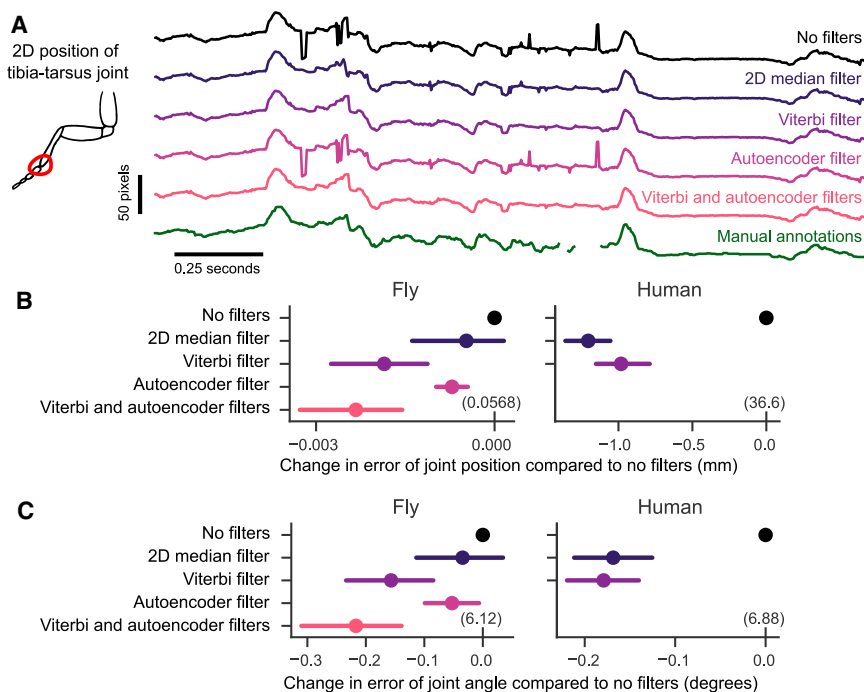 A
2D position of
tibia-tarsus joint
50 pixels
0.25 seconds
No filters
2D median filter
Viterbi filter
Autoencoder filter
Viterbi and autoencoder filters
Manual annotations
B
Fly
Human
No filters
2D median filter
Viterbi filter
Autoencoder filter
Viterbi and autoencoder filters
(0.0568)
(36.6)
−0.003
0.000
−1.0
−0.5
0.0
Change in error of joint position compared to no filters (mm)
C
Fly
Human
No filters
2D median filter
Viterbi filter
Autoencoder filter
Viterbi and autoencoder filters
(6.12)
(6.88)
−0.3
−0.2
−0.1
0.0
−0.2
−0.1
0.0
Change in error of joint angle compared to no filters (degrees)